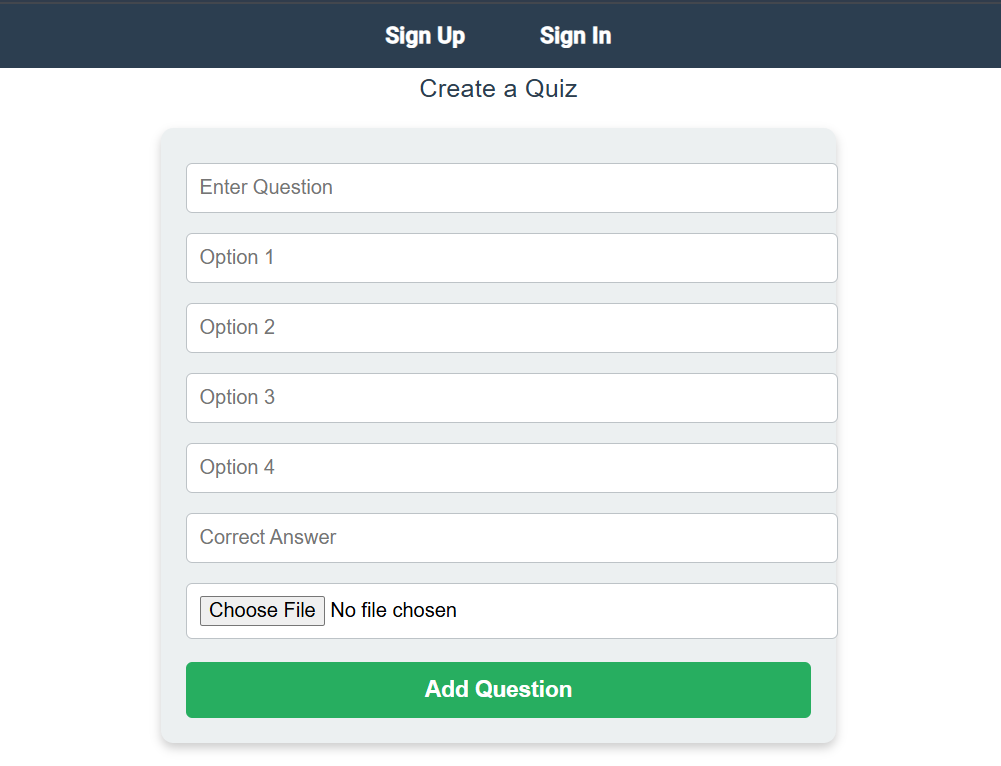 Sign Up Sign In
Create a Quiz
Enter Question
Option 1
Option 2
Option 3
Option 4
Correct Answer
Choose File No file chosen
Add Question